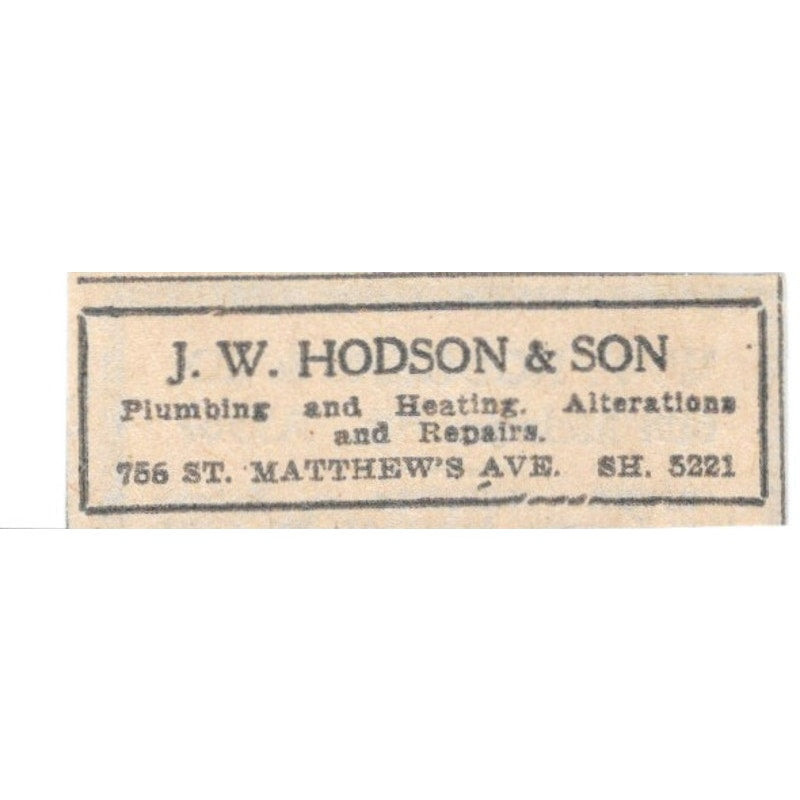 J. W. HODSON & SON
Plumbing and Heating. Alterations
and Repairs.
756 ST. MATTHEW'S AVE. SH. 5221